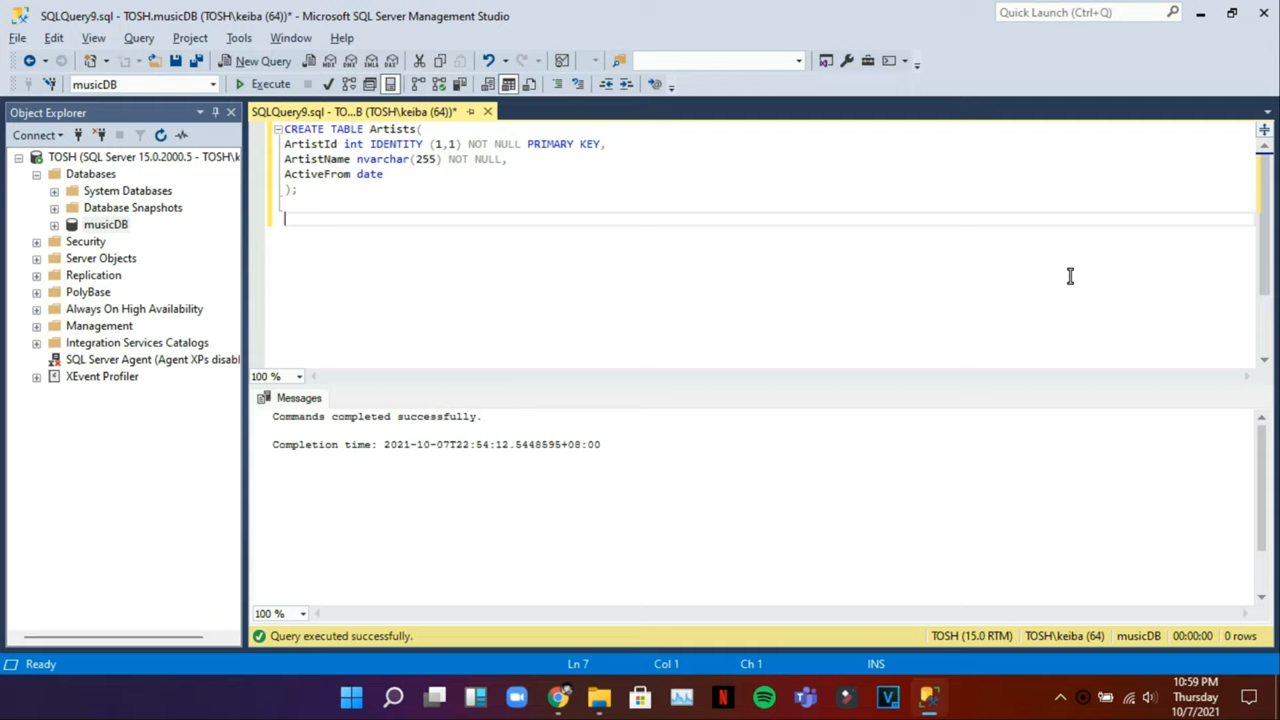 SQLQuery9.sql - TOSH.musicDB (TOSH\keiba (64))* - Microsoft SQL Server Management Studio
Quick Launch (Ctrl+Q)
File Edit View Query Project Tools Window Help
New Query
musicDB
Execute
Object Explorer
SQLQuery9.sql - TO...B (TOSH\keiba (64))*
Connect
TOSH (SQL Server 15.0.2000.5 - TOSH\k
Databases
System Databases
Database Snapshots
musicDB
Security
Server Objects
Replication
PolyBase
Always On High Availability
Management
Integration Services Catalogs
SQL Server Agent (Agent XPs disabl
XEvent Profiler
CREATE TABLE Artists(
ArtistId int IDENTITY (1,1) NOT NULL PRIMARY KEY,
ArtistName nvarchar(255) NOT NULL,
ActiveFrom date
);
100 %
Messages
Commands completed successfully.
Completion time: 2021-10-07T22:54:12.5448595+08:00
100 %
Query executed successfully.
TOSH (15.0 RTM) TOSH\keiba (64) musicDB 00:00:00 0 rows
Ready
Ln 7 Col 1 Ch 1 INS
10:59 PM
Thursday
10/7/2021